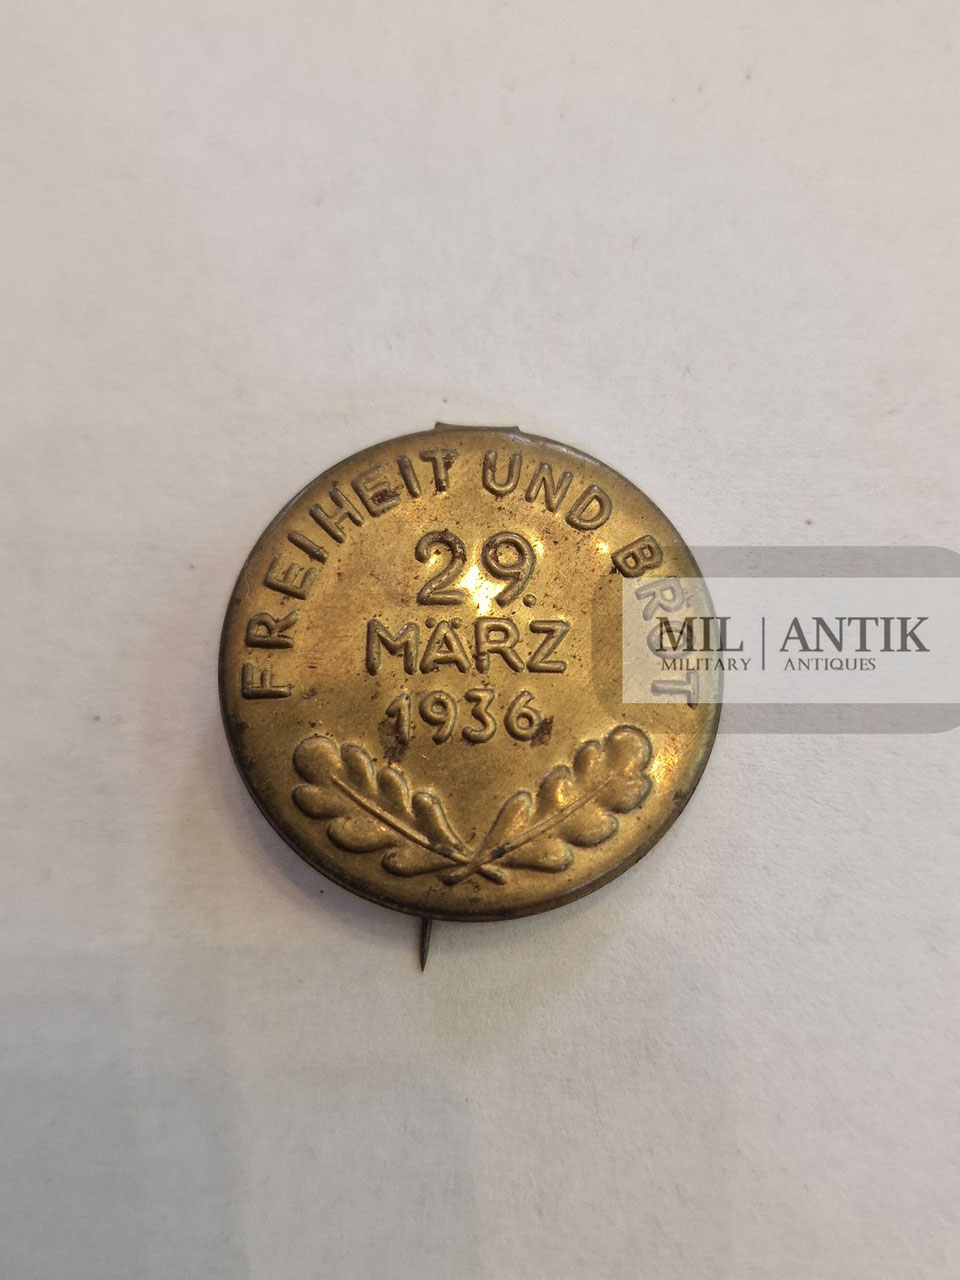 FREIHEIT UND BROT
29.
MÄRZ
1936
MIL | ANTIK
MILITARY | ANTIQUES